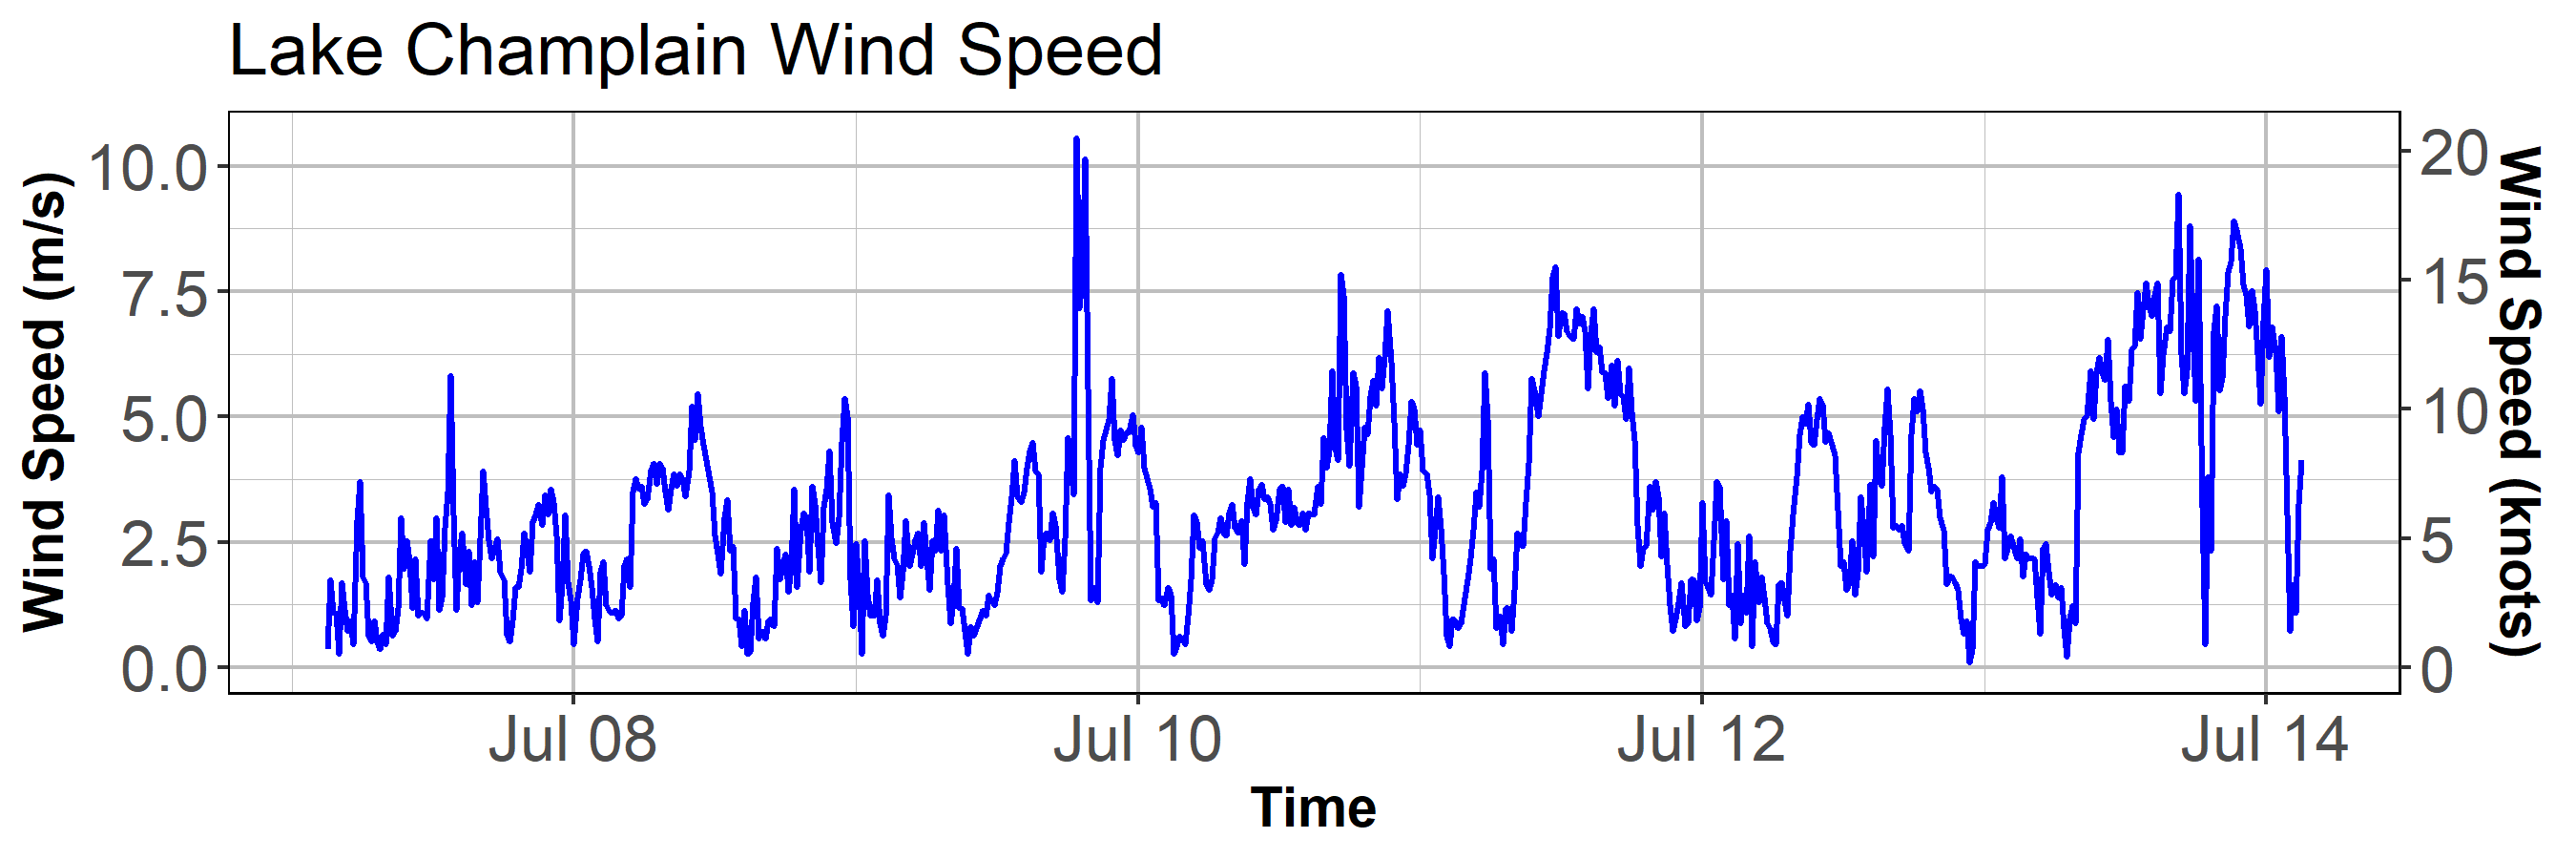 Lake Champlain Wind Speed
Wind Speed (m/s)
10.0
7.5
5.0
2.5
0.0
20
15
10
5
0
Wind Speed (knots)
Jul 08
Jul 10
Jul 12
Jul 14
Time